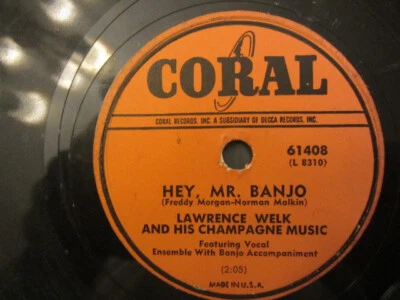 CORAL
CORAL RECORDS, INC. A SUBSIDIARY OF DECCA RECORDS, INC.
61408
(L 8310)
HEY, MR. BANJO
(Freddy Morgan-Norman Malkin)
LAWRENCE WELK
AND HIS CHAMPAGNE MUSIC
Featuring Vocal
Ensemble With Banjo Accompaniment
(2:05)
MADE IN U.S.A.